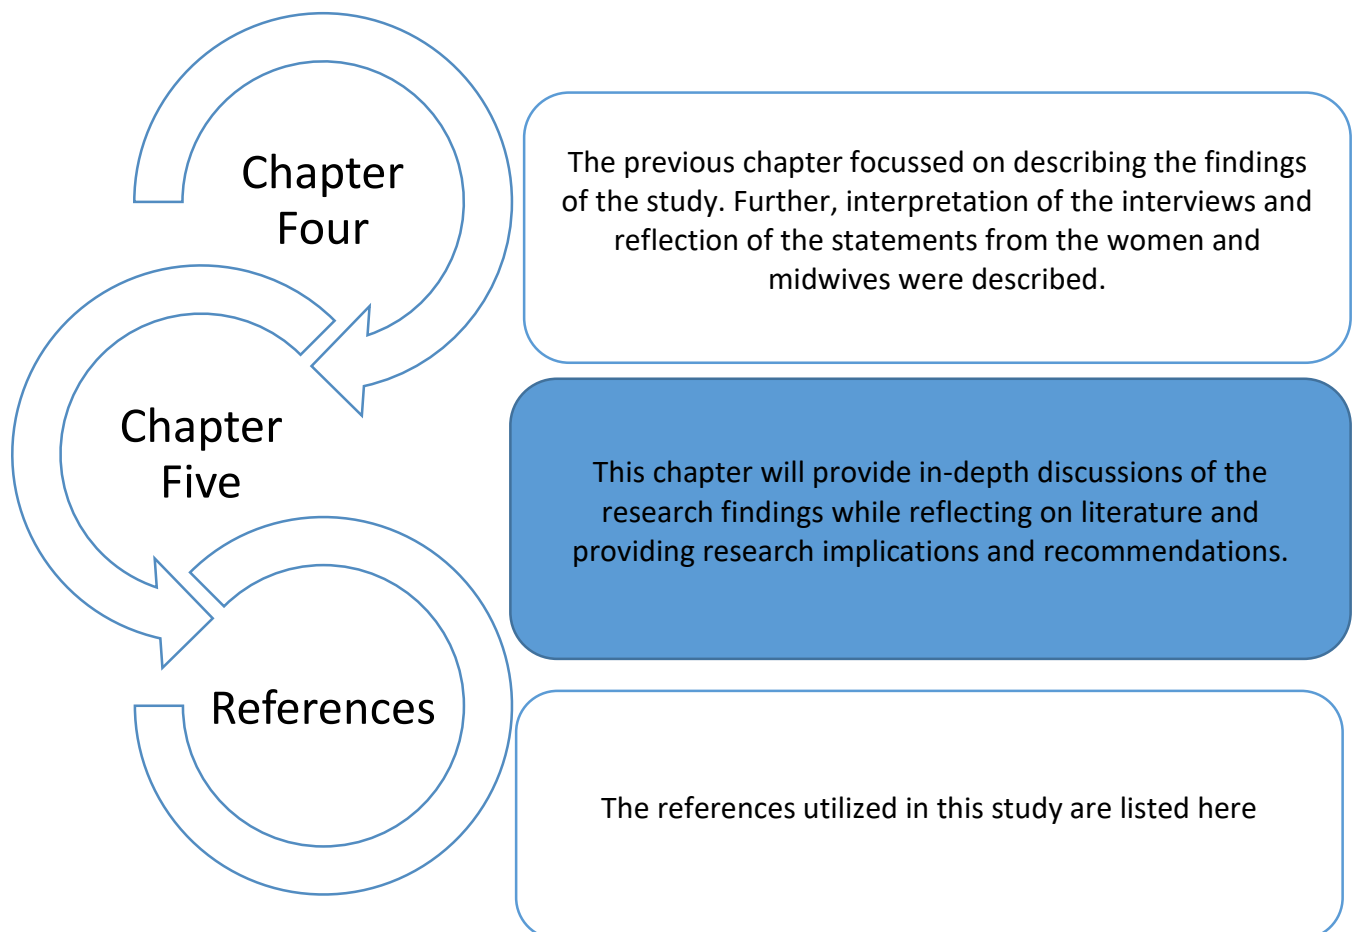 Chapter
Four
The previous chapter focussed on describing the findings
of the study. Further, interpretation of the interviews and
reflection of the statements from the women and
midwives were described.
Chapter
Five
This chapter will provide in-depth discussions of the
research findings while reflecting on literature and
providing research implications and recommendations.
References
The references utilized in this study are listed here